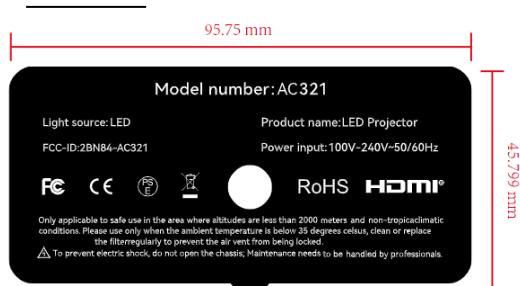 95.75 mm
Model number:AC321
Light source:LED
Product name:LED Projector
FCC-ID:2BN84-AC321
Power input:100V-240V~50/60Hz
FC CE PS E RoHS HDMI®
Only applicable to safe use in the area where altitudes are less than 2000 meters and non-tropicaclimatic
conditions. Please use only when the ambient temperature is below 35 degrees celsus, clean or replace
the filterregularly to prevent the air vent from being locked.
To prevent electric shock, do not open the chassis; Maintenance needs to be handled by professionals.
45.799 mm